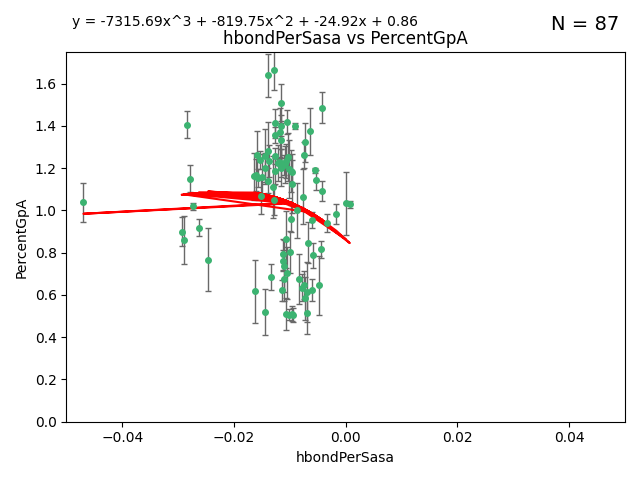 y = -7315.69x^3 + -819.75x^2 + -24.92x + 0.86
N = 87
hbondPerSasa vs PercentGpA
PercentGpA
1.6
1.4
1.2
1.0
0.8
0.6
0.4
0.2
0.0
−0.04
−0.02
0.00
0.02
0.04
hbondPerSasa